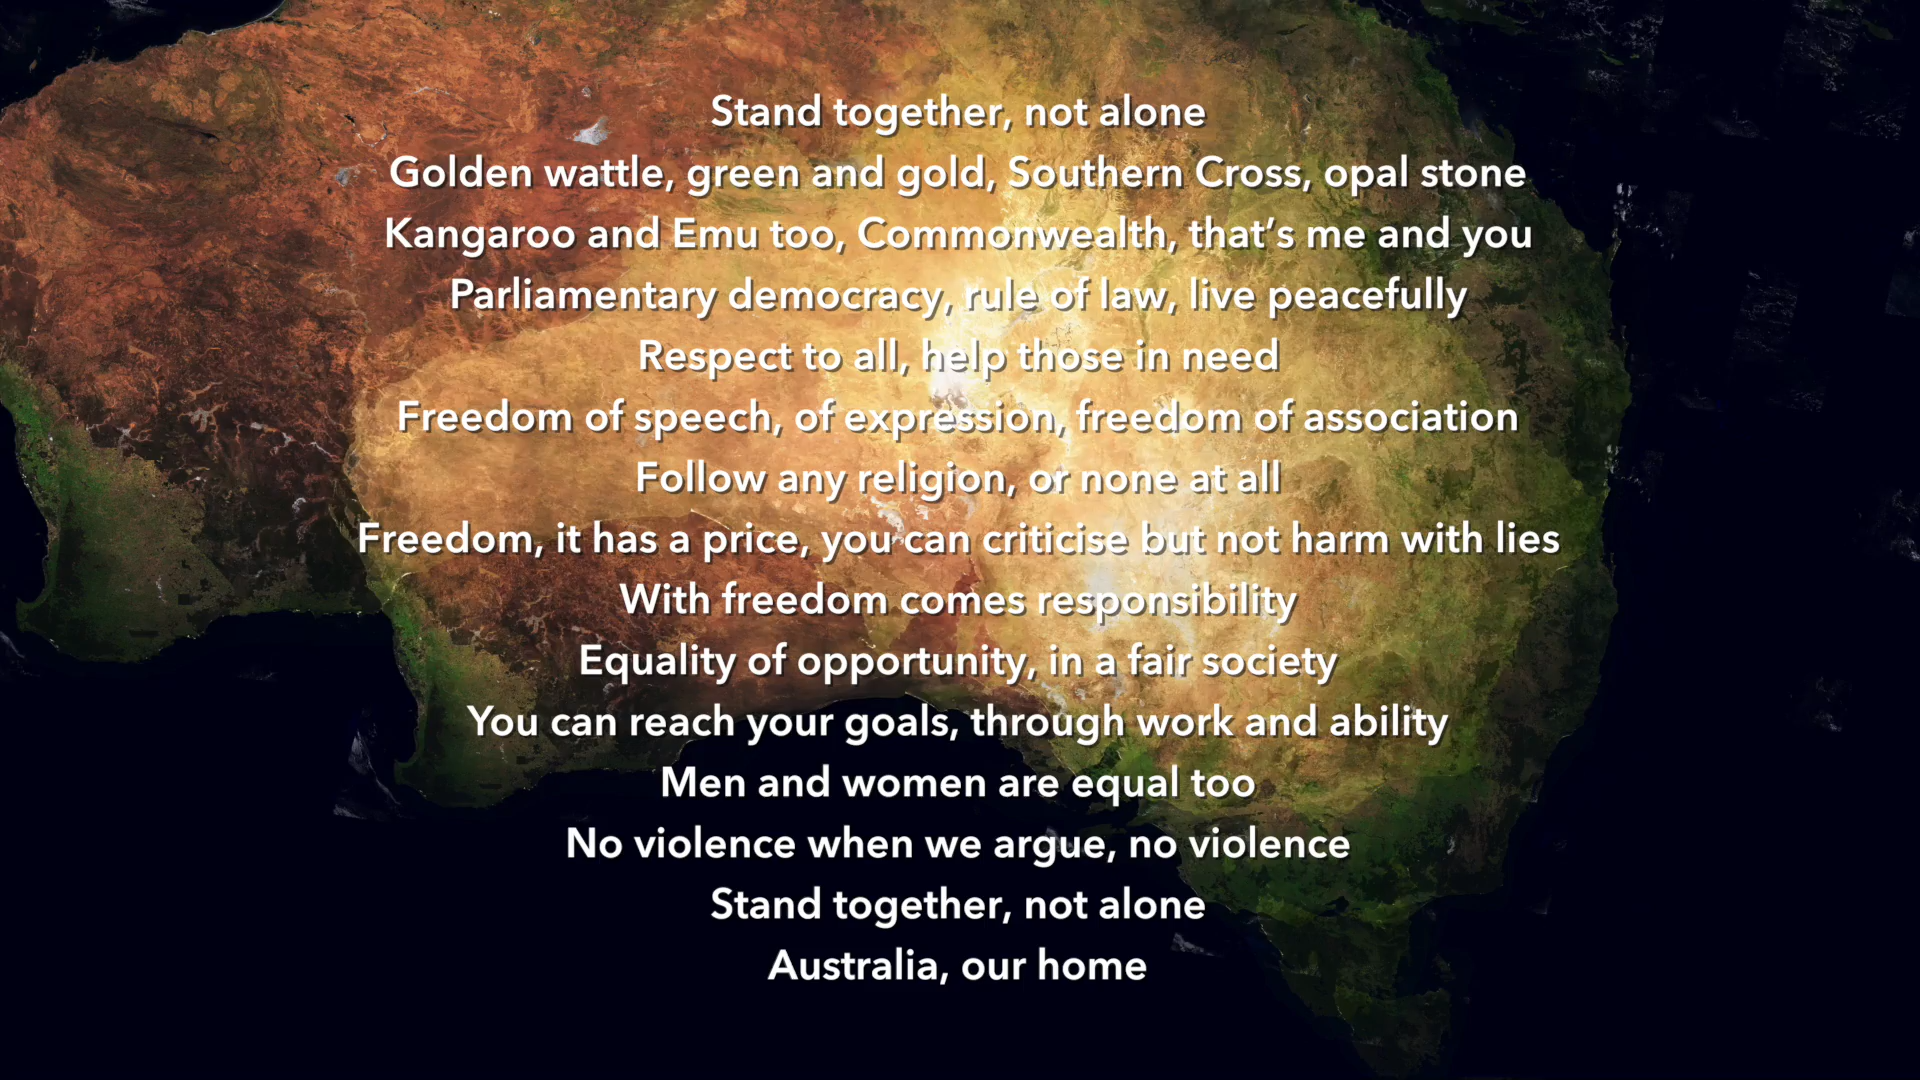 Stand together, not alone
Golden wattle, green and gold, Southern Cross, opal stone
Kangaroo and Emu too, Commonwealth, that’s me and you
Parliamentary democracy, rule of law, live peacefully
Respect to all, help those in need
Freedom of speech, of expression, freedom of association
Follow any religion, or none at all
Freedom, it has a price, you can criticise but not harm with lies
With freedom comes responsibility
Equality of opportunity, in a fair society
You can reach your goals, through work and ability
Men and women are equal too
No violence when we argue, no violence
Stand together, not alone
Australia, our home